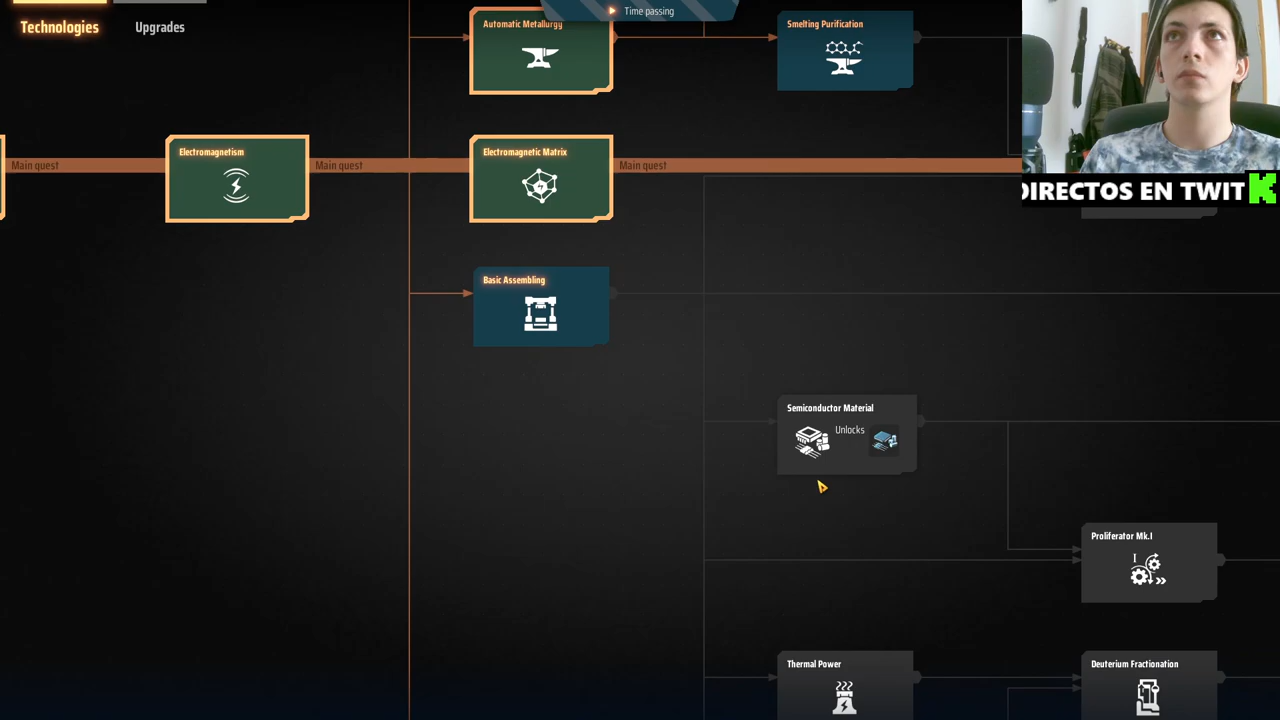 Technologies
Upgrades
Time passing
Automatic Metallurgy
Smelting Purification
DIRECTOS EN TWIT
Main quest
Electromagnetism
Main quest
Electromagnetic Matrix
Main quest
Basic Assembling
Semiconductor Material
Unlocks
Proliferator Mk.I
I
Thermal Power
Deuterium Fractionation